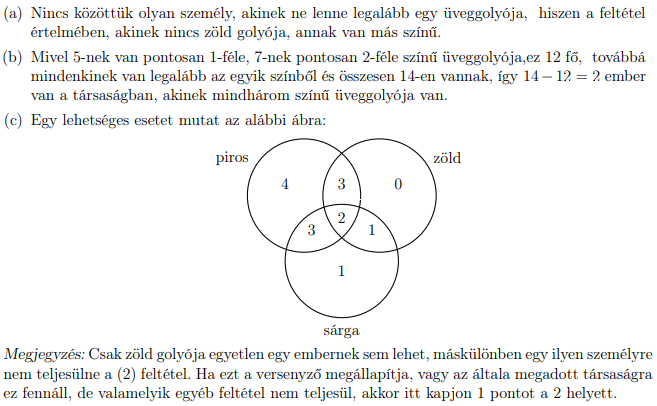 (a) Nincs közöttük olyan személy, akinek ne lenne legalább egy üveggolyója, hiszen a feltétel
értelmében, akinek nincs zöld golyója, annak van más színű.
(b) Mivel 5-nek van pontosan 1-féle, 7-nek pontosan 2-féle színű üveggolyója,ez 12 fő, továbbá
mindenkinek van legalább az egyik színből és összesen 14-en vannak, így 14 − 12 = 2 ember
van a társaságban, akinek mindhárom színű üveggolyója van.
(c) Egy lehetséges esetet mutat az alábbi ábra:
piros
zöld
4
3
0
2
3
1
1
sárga
Megjegyzés: Csak zöld golyója egyetlen egy embernek sem lehet, máskülönben egy ilyen személyre
nem teljesülne a (2) feltétel. Ha ezt a versenyző megállapítja, vagy az általa megadott társaságra
ez fennáll, de valamelyik egyéb feltétel nem teljesül, akkor itt kapjon 1 pontot a 2 helyett.